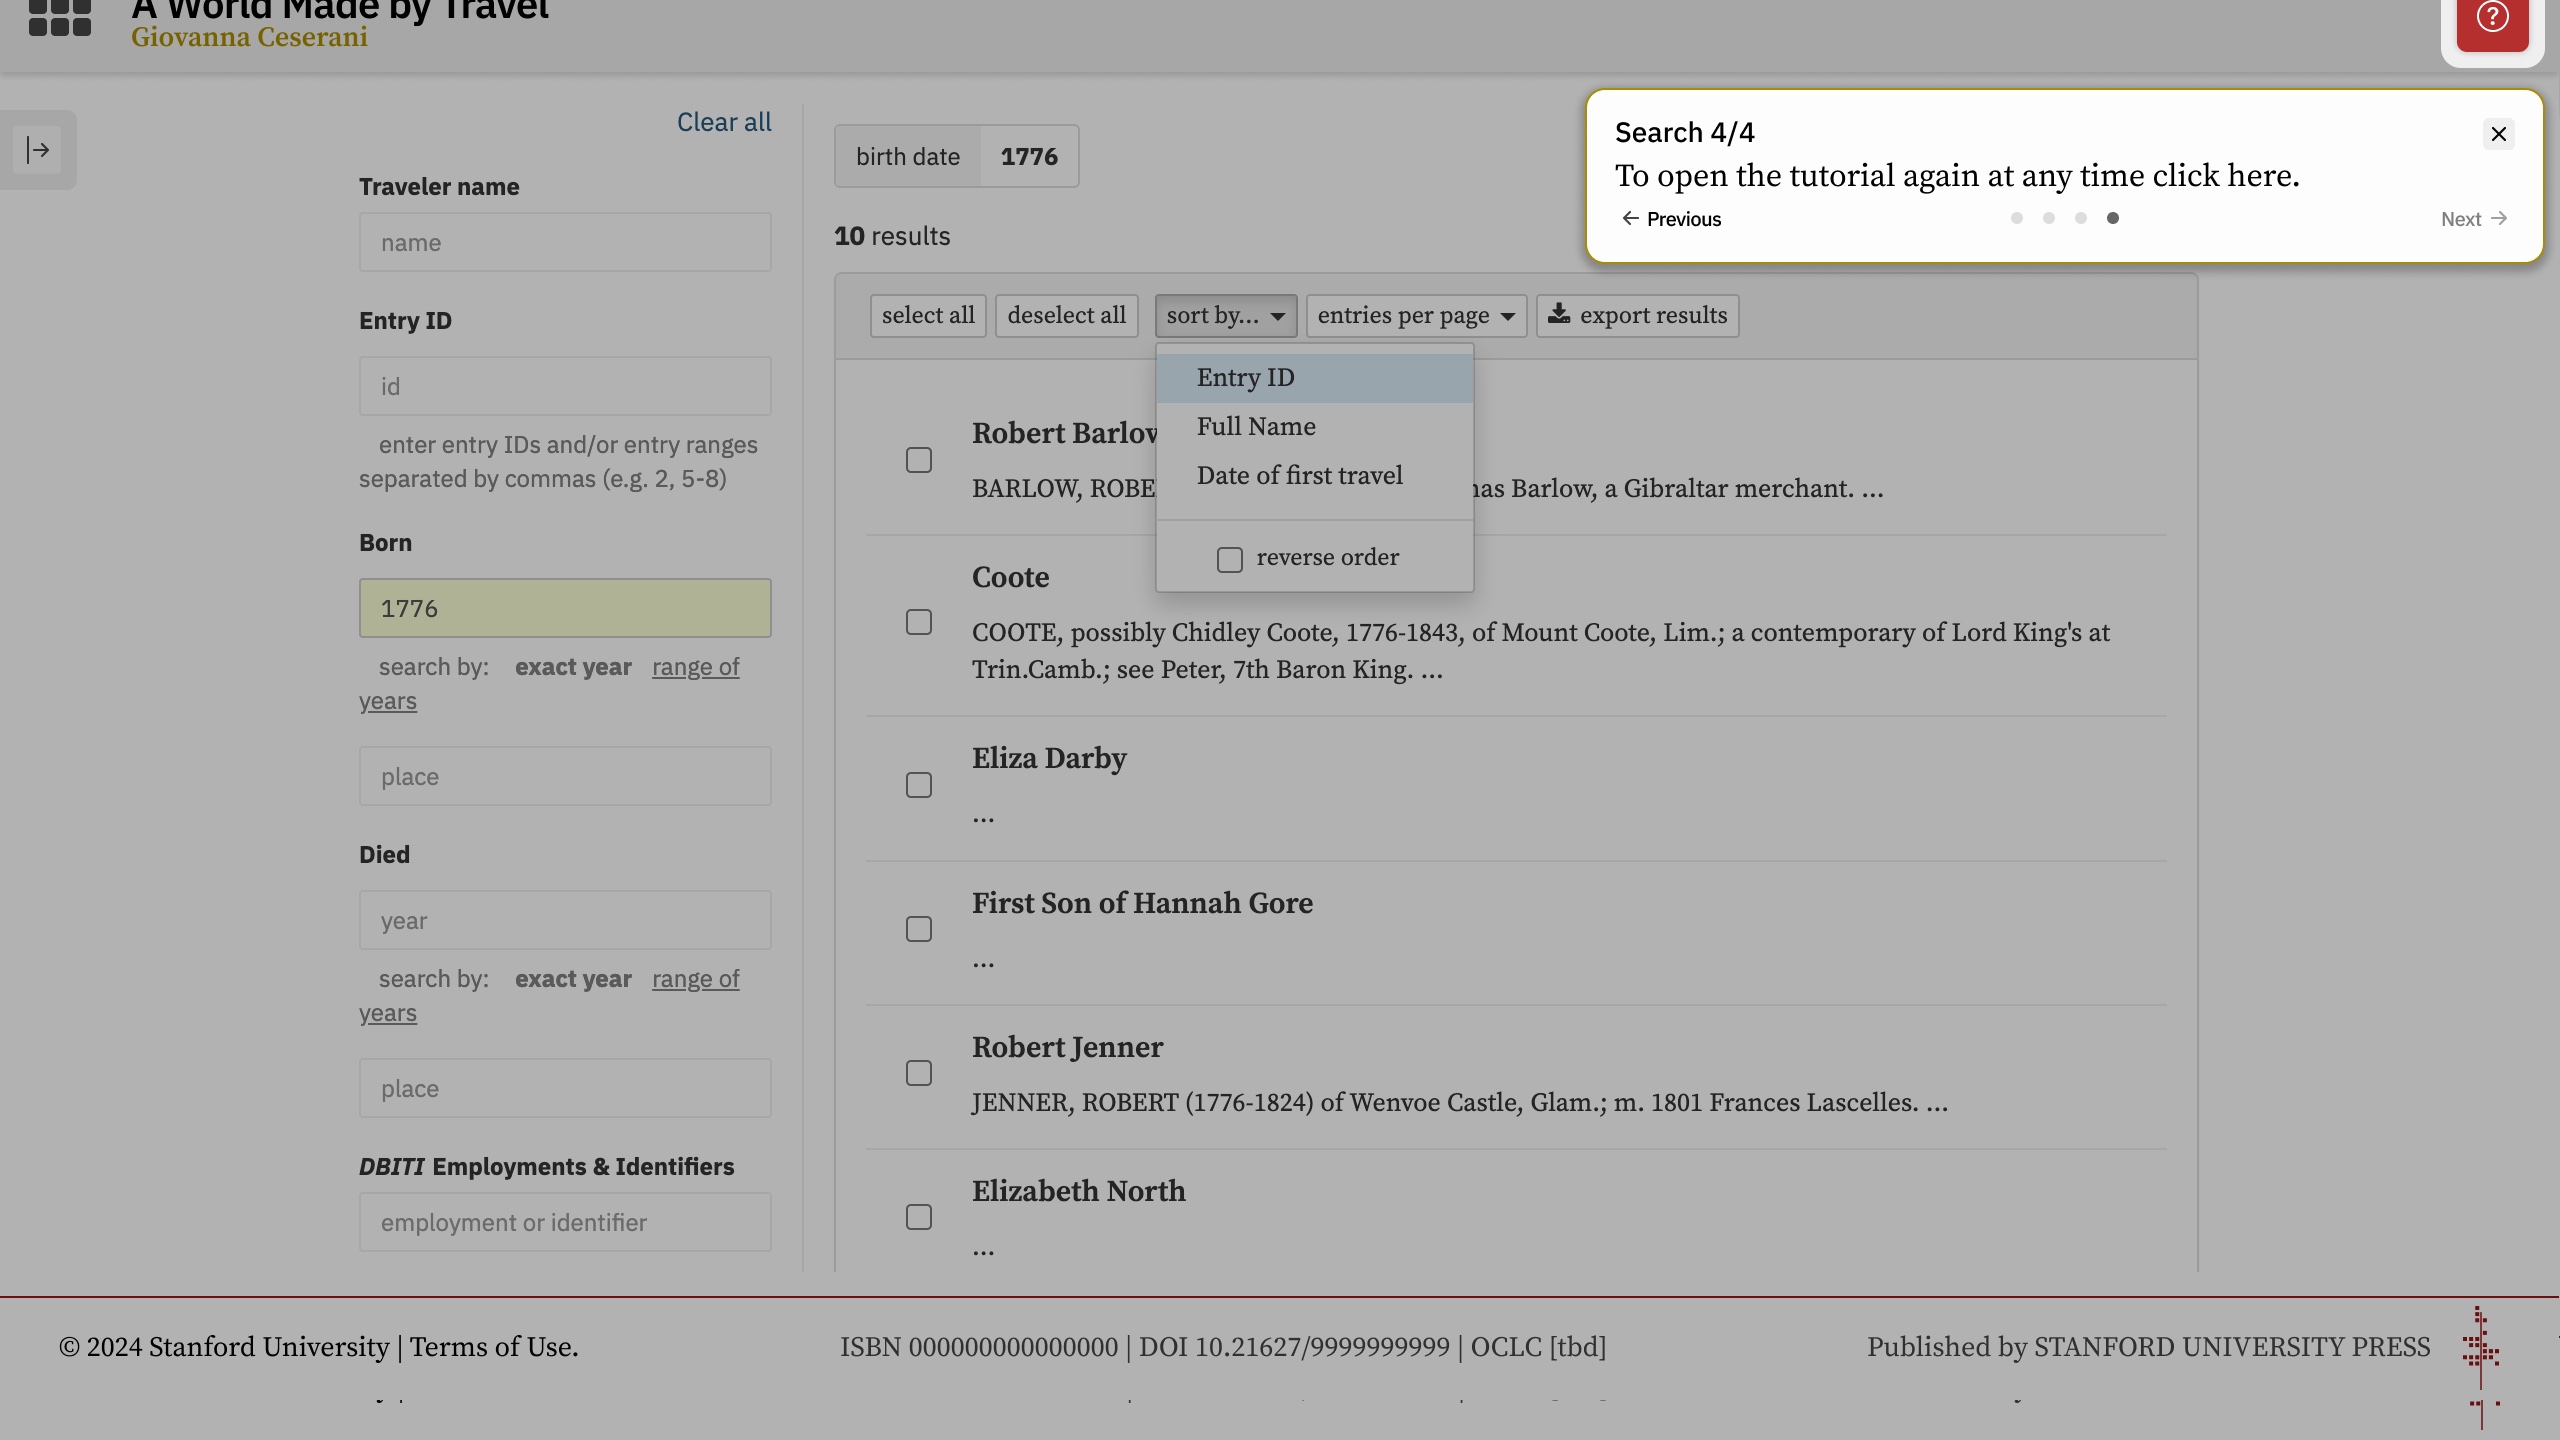 A World Made by Travel
Giovanna Ceserani
Clear all
Traveler name
name
Entry ID
id
enter entry IDs and/or entry ranges
separated by commas (e.g. 2, 5-8)
Born
1776
search by: exact year range of
years
place
Died
year
search by: exact year range of
years
place
DBITI Employments & Identifiers
employment or identifier
birth date 1776
10 results
select all deselect all sort by... entries per page export results
Entry ID
Full Name
Date of first travel
reverse order
Robert Barlow
BARLOW, ROBE
Barlow, a Gibraltar merchant. ...
Coote
COOTE, possibly Chidley Coote, 1776-1843, of Mount Coote, Lim.; a contemporary of Lord King's at
Trin.Camb.; see Peter, 7th Baron King. ...
Eliza Darby
...
First Son of Hannah Gore
...
Robert Jenner
JENNER, ROBERT (1776-1824) of Wenvoe Castle, Glam.; m. 1801 Frances Lascelles. ...
Elizabeth North
...
Search 4/4
To open the tutorial again at any time click here.
Previous
Next
© 2024 Stanford University | Terms of Use.
ISBN 000000000000000 | DOI 10.21627/9999999999 | OCLC [tbd]
Published by STANFORD UNIVERSITY PRESS